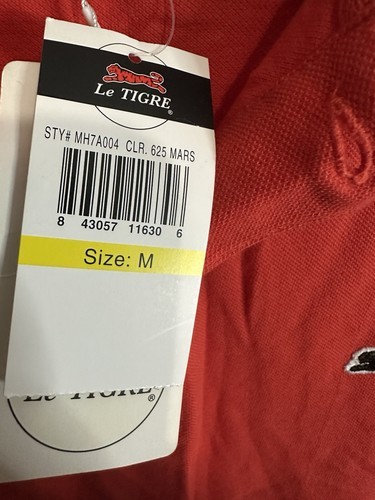 Le TIGRE®
STY# MH7A004 CLR. 625 MARS
8 43057 11630 6
Size: M
Le TIGRE®